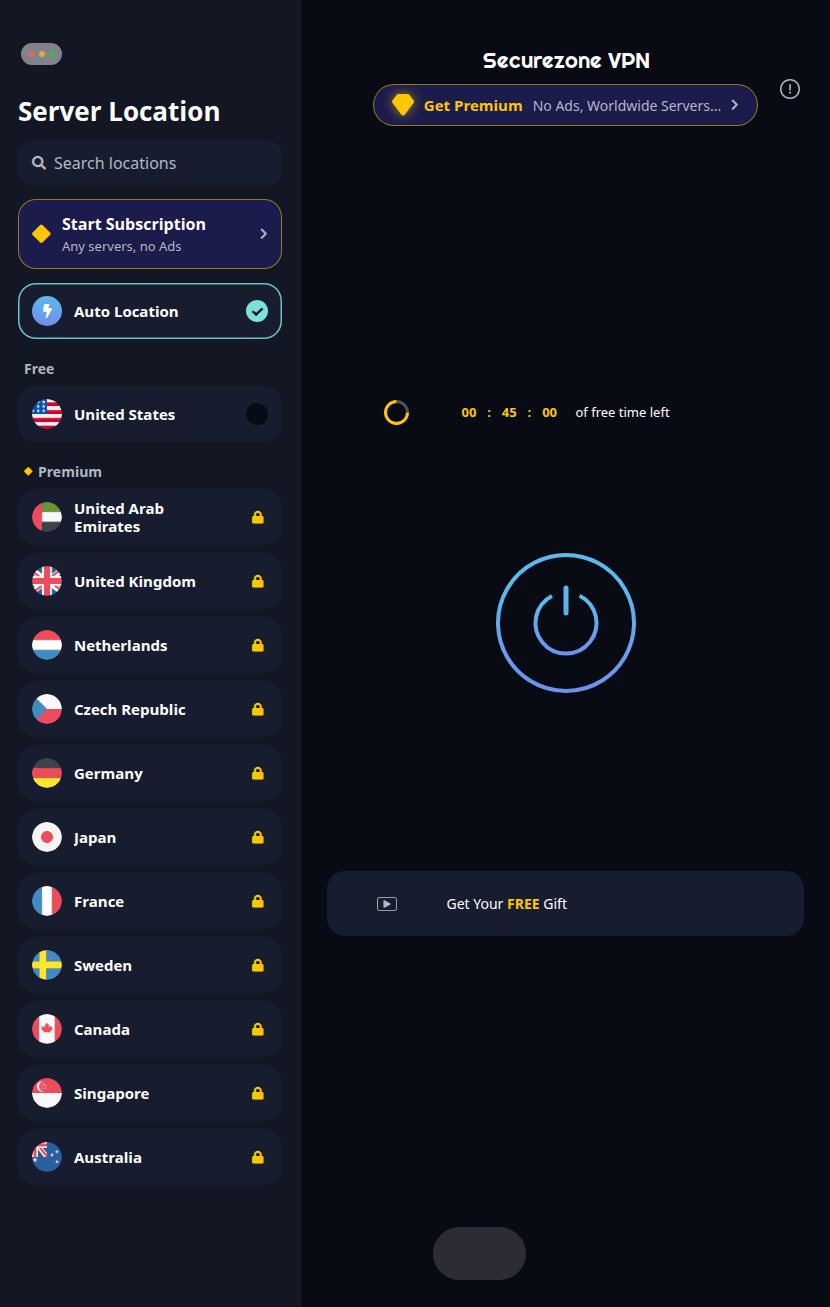 Server Location
Search locations
Start Subscription
Any servers, no Ads
Auto Location
Free
United States
Premium
United Arab
Emirates
United Kingdom
Netherlands
Czech Republic
Germany
Japan
France
Sweden
Canada
Singapore
Australia
Securezone VPN
Get Premium No Ads, Worldwide Servers...
00 : 45 : 00 of free time left
Get Your FREE Gift